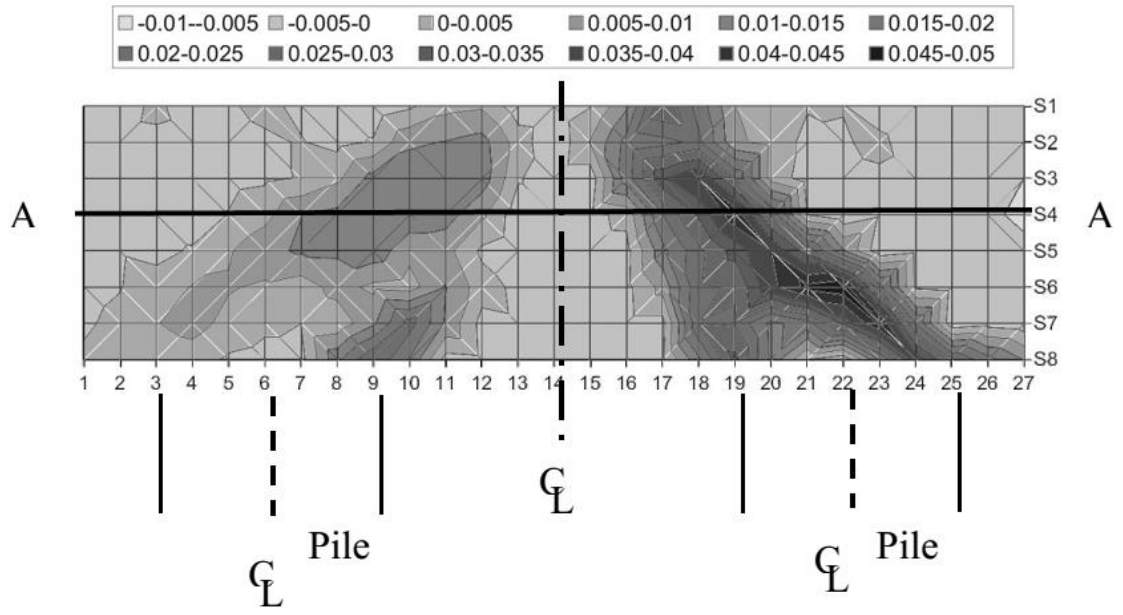 -0.01--0.005 -0.005-0 0-0.005 0.005-0.01 0.01-0.015 0.015-0.02
0.02-0.025 0.025-0.03 0.03-0.035 0.035-0.04 0.04-0.045 0.045-0.05
S1
S2
S3
A S4 A
S5
S6
S7
S8
1 2 3 4 5 6 7 8 9 10 11 12 13 14 15 16 17 18 19 20 21 22 23 24 25 26 27
CL
Pile Pile
CL CL